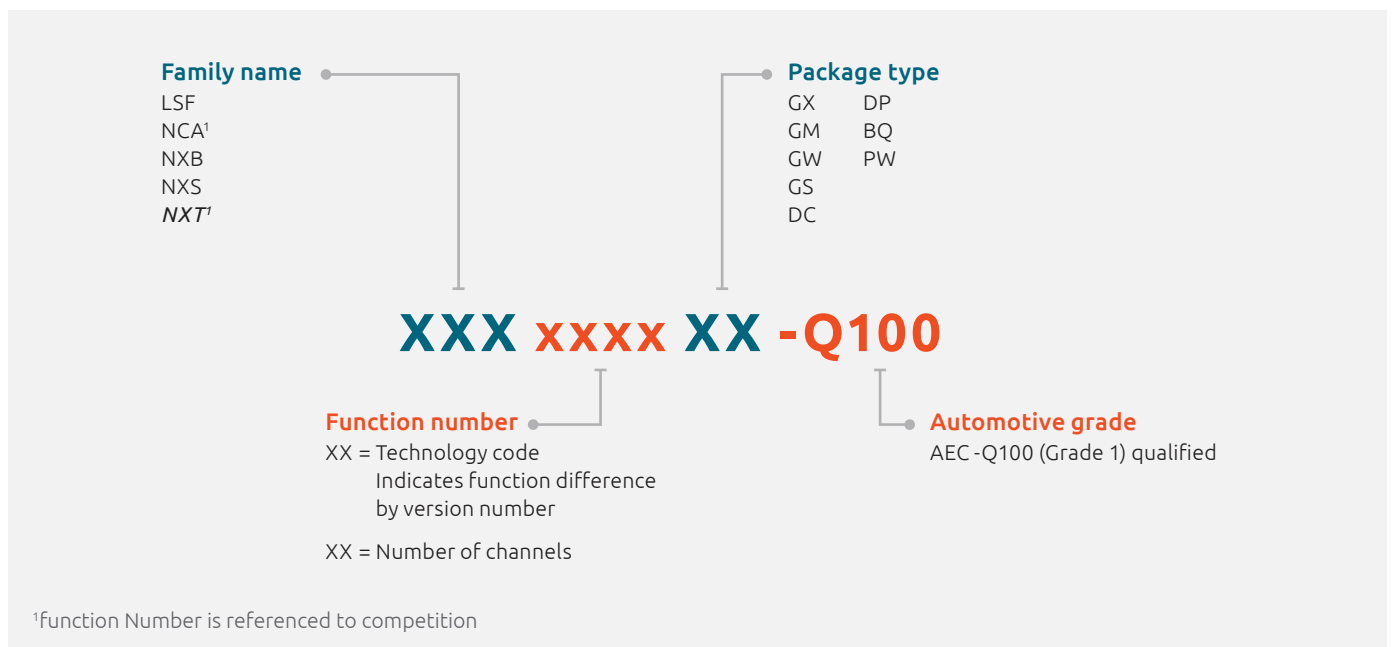 Family name
LSF
NCA¹
NXB
NXS
NXT¹
Package type
GX DP
GM BQ
GW PW
GS
DC
XXX xxxx XX -Q100
Function number
XX = Technology code
Indicates function difference
by version number
XX = Number of channels
Automotive grade
AEC -Q100 (Grade 1) qualified
¹function Number is referenced to competition